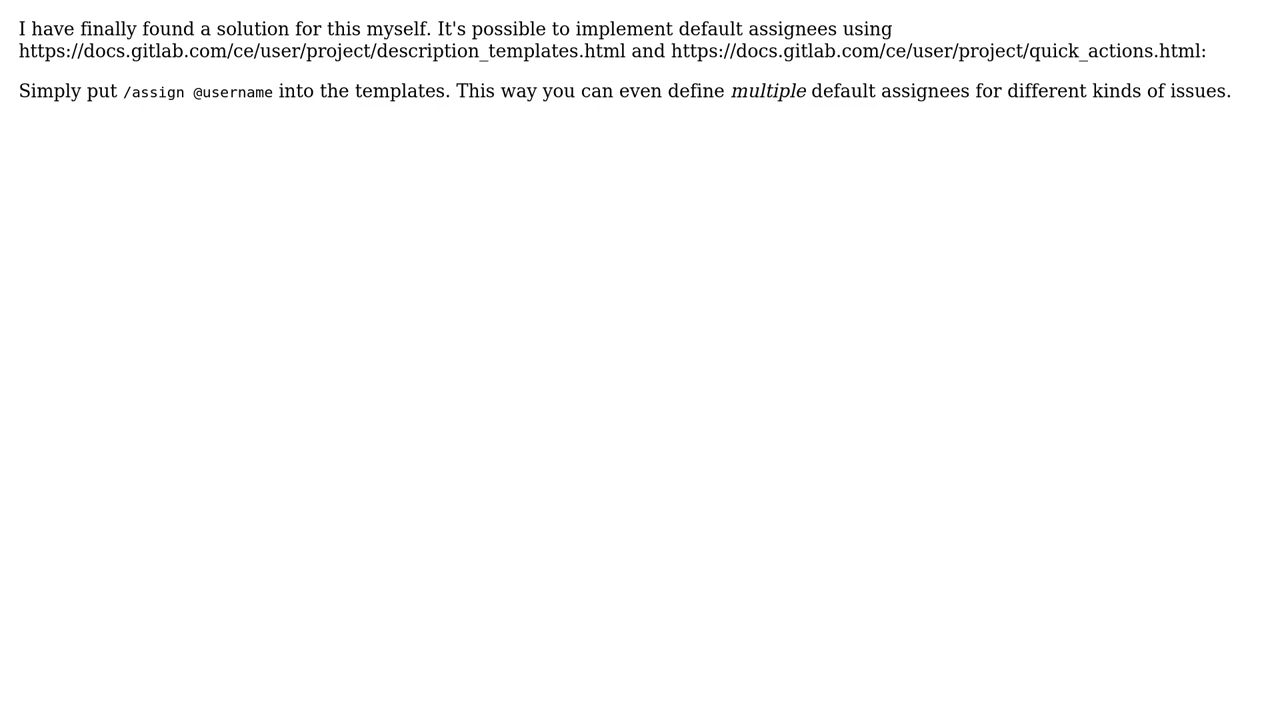 I have finally found a solution for this myself. It's possible to implement default assignees using
https://docs.gitlab.com/ce/user/project/description_templates.html and https://docs.gitlab.com/ce/user/project/quick_actions.html:
Simply put /assign @username into the templates. This way you can even define multiple default assignees for different kinds of issues.